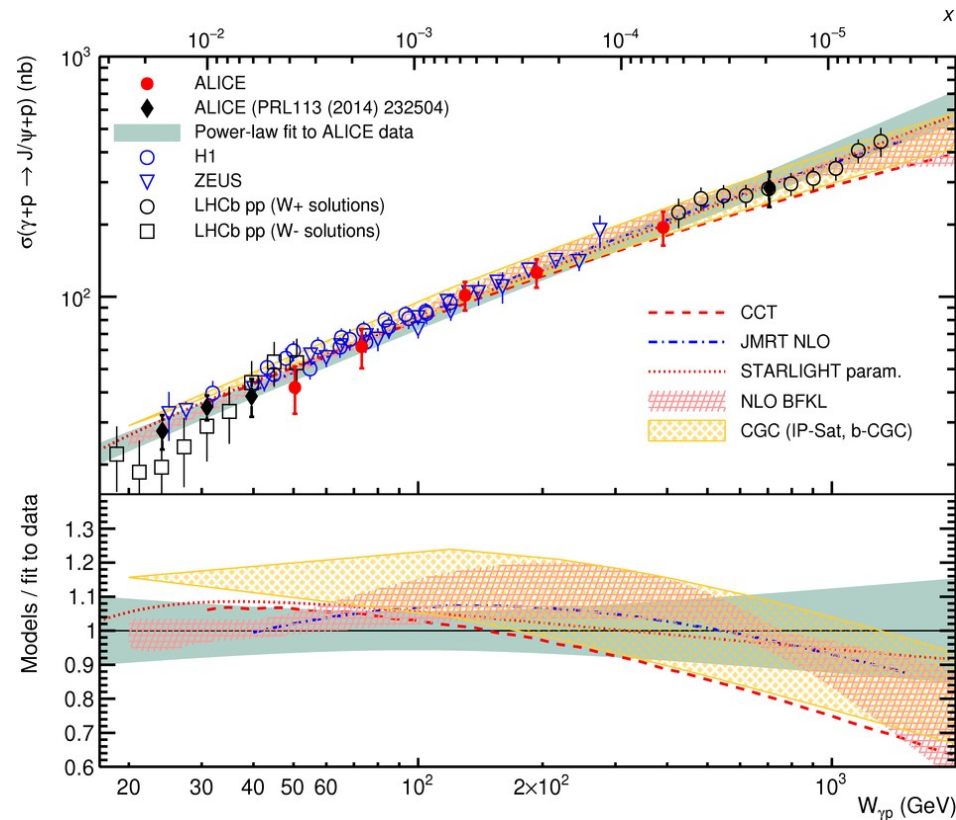 x
10⁻² 10⁻³ 10⁻⁴ 10⁻⁵
10³
10²
σ(γ+p → J/ψ+p) (nb)
ALICE
ALICE (PRL113 (2014) 232504)
Power-law fit to ALICE data
H1
ZEUS
LHCb pp (W+ solutions)
LHCb pp (W- solutions)
CCT
JMRT NLO
STARLIGHT param.
NLO BFKL
CGC (IP-Sat, b-CGC)
Models / fit to data
1.3
1.2
1.1
1
0.9
0.8
0.7
0.6
20 30 40 50 60 10² 2×10² 10³
W_γp (GeV)